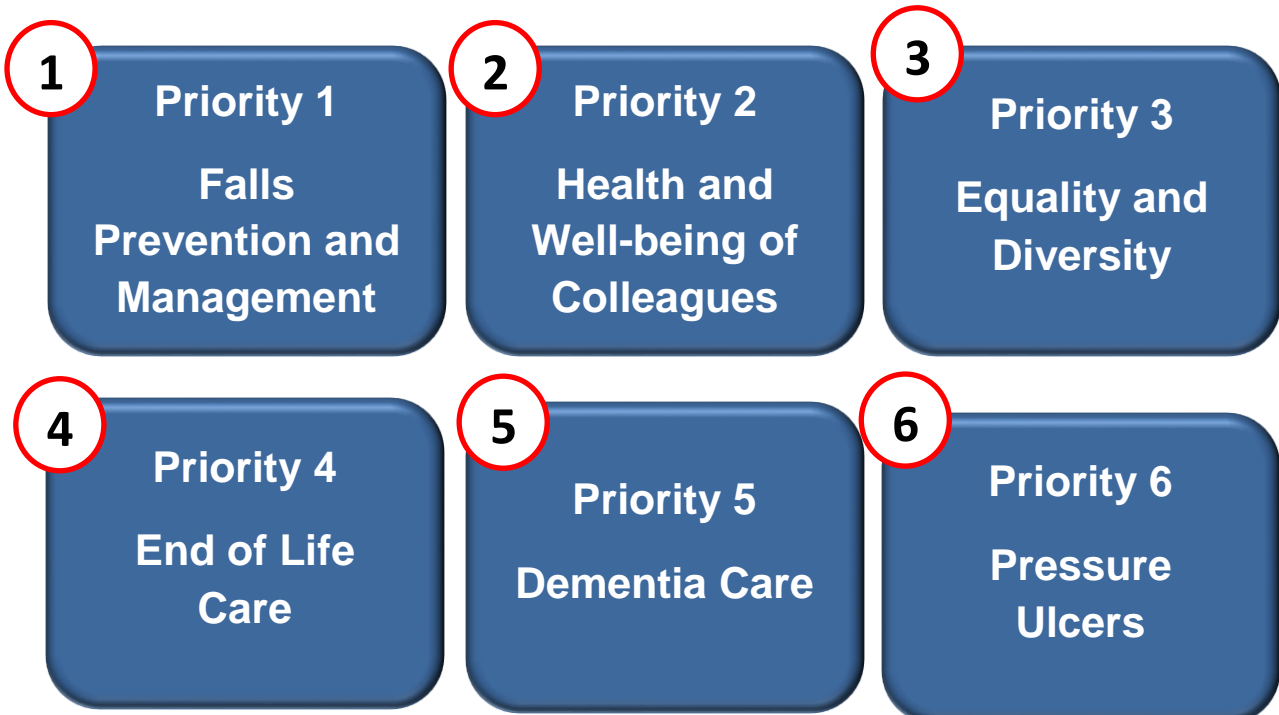 1
Priority 1
Falls
Prevention and
Management
2
Priority 2
Health and
Well-being of
Colleagues
3
Priority 3
Equality and
Diversity
4
Priority 4
End of Life
Care
5
Priority 5
Dementia Care
6
Priority 6
Pressure
Ulcers